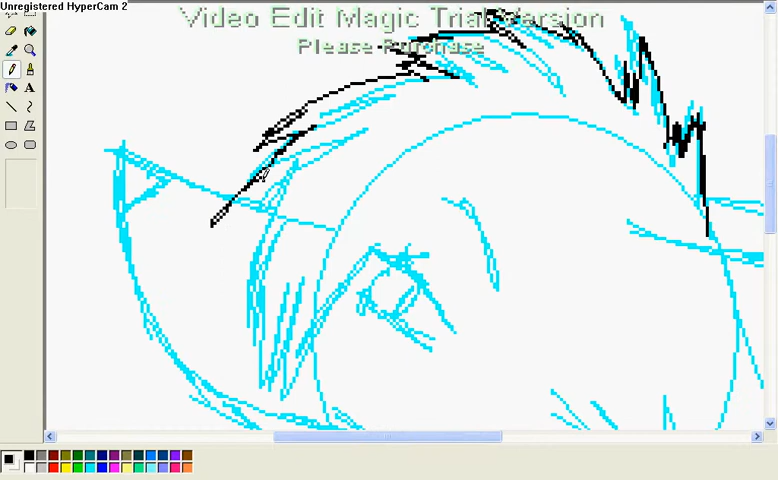 Unregistered HyperCam 2
Video Edit Magic Trial Version
Please Purchase
A